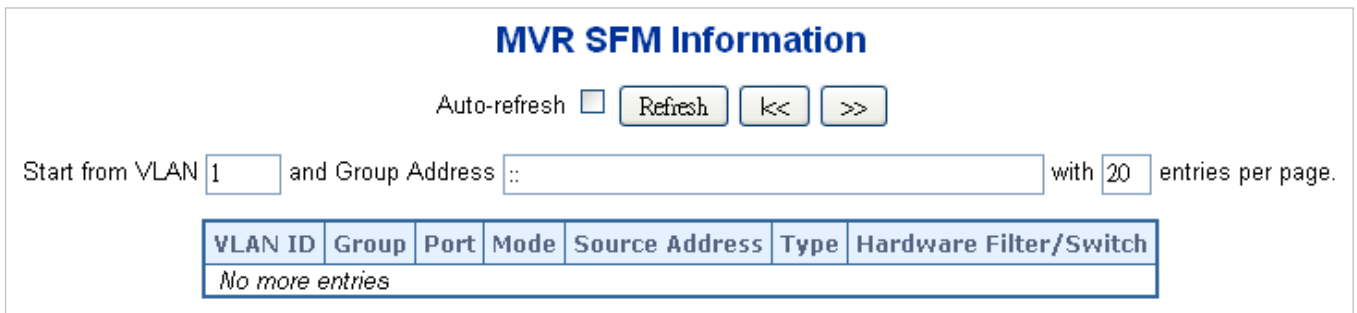 MVR SFM Information
Auto-refresh Refresh |<< >>
Start from VLAN 1 and Group Address :: with 20 entries per page.
VLAN ID Group Port Mode Source Address Type Hardware Filter/Switch
No more entries